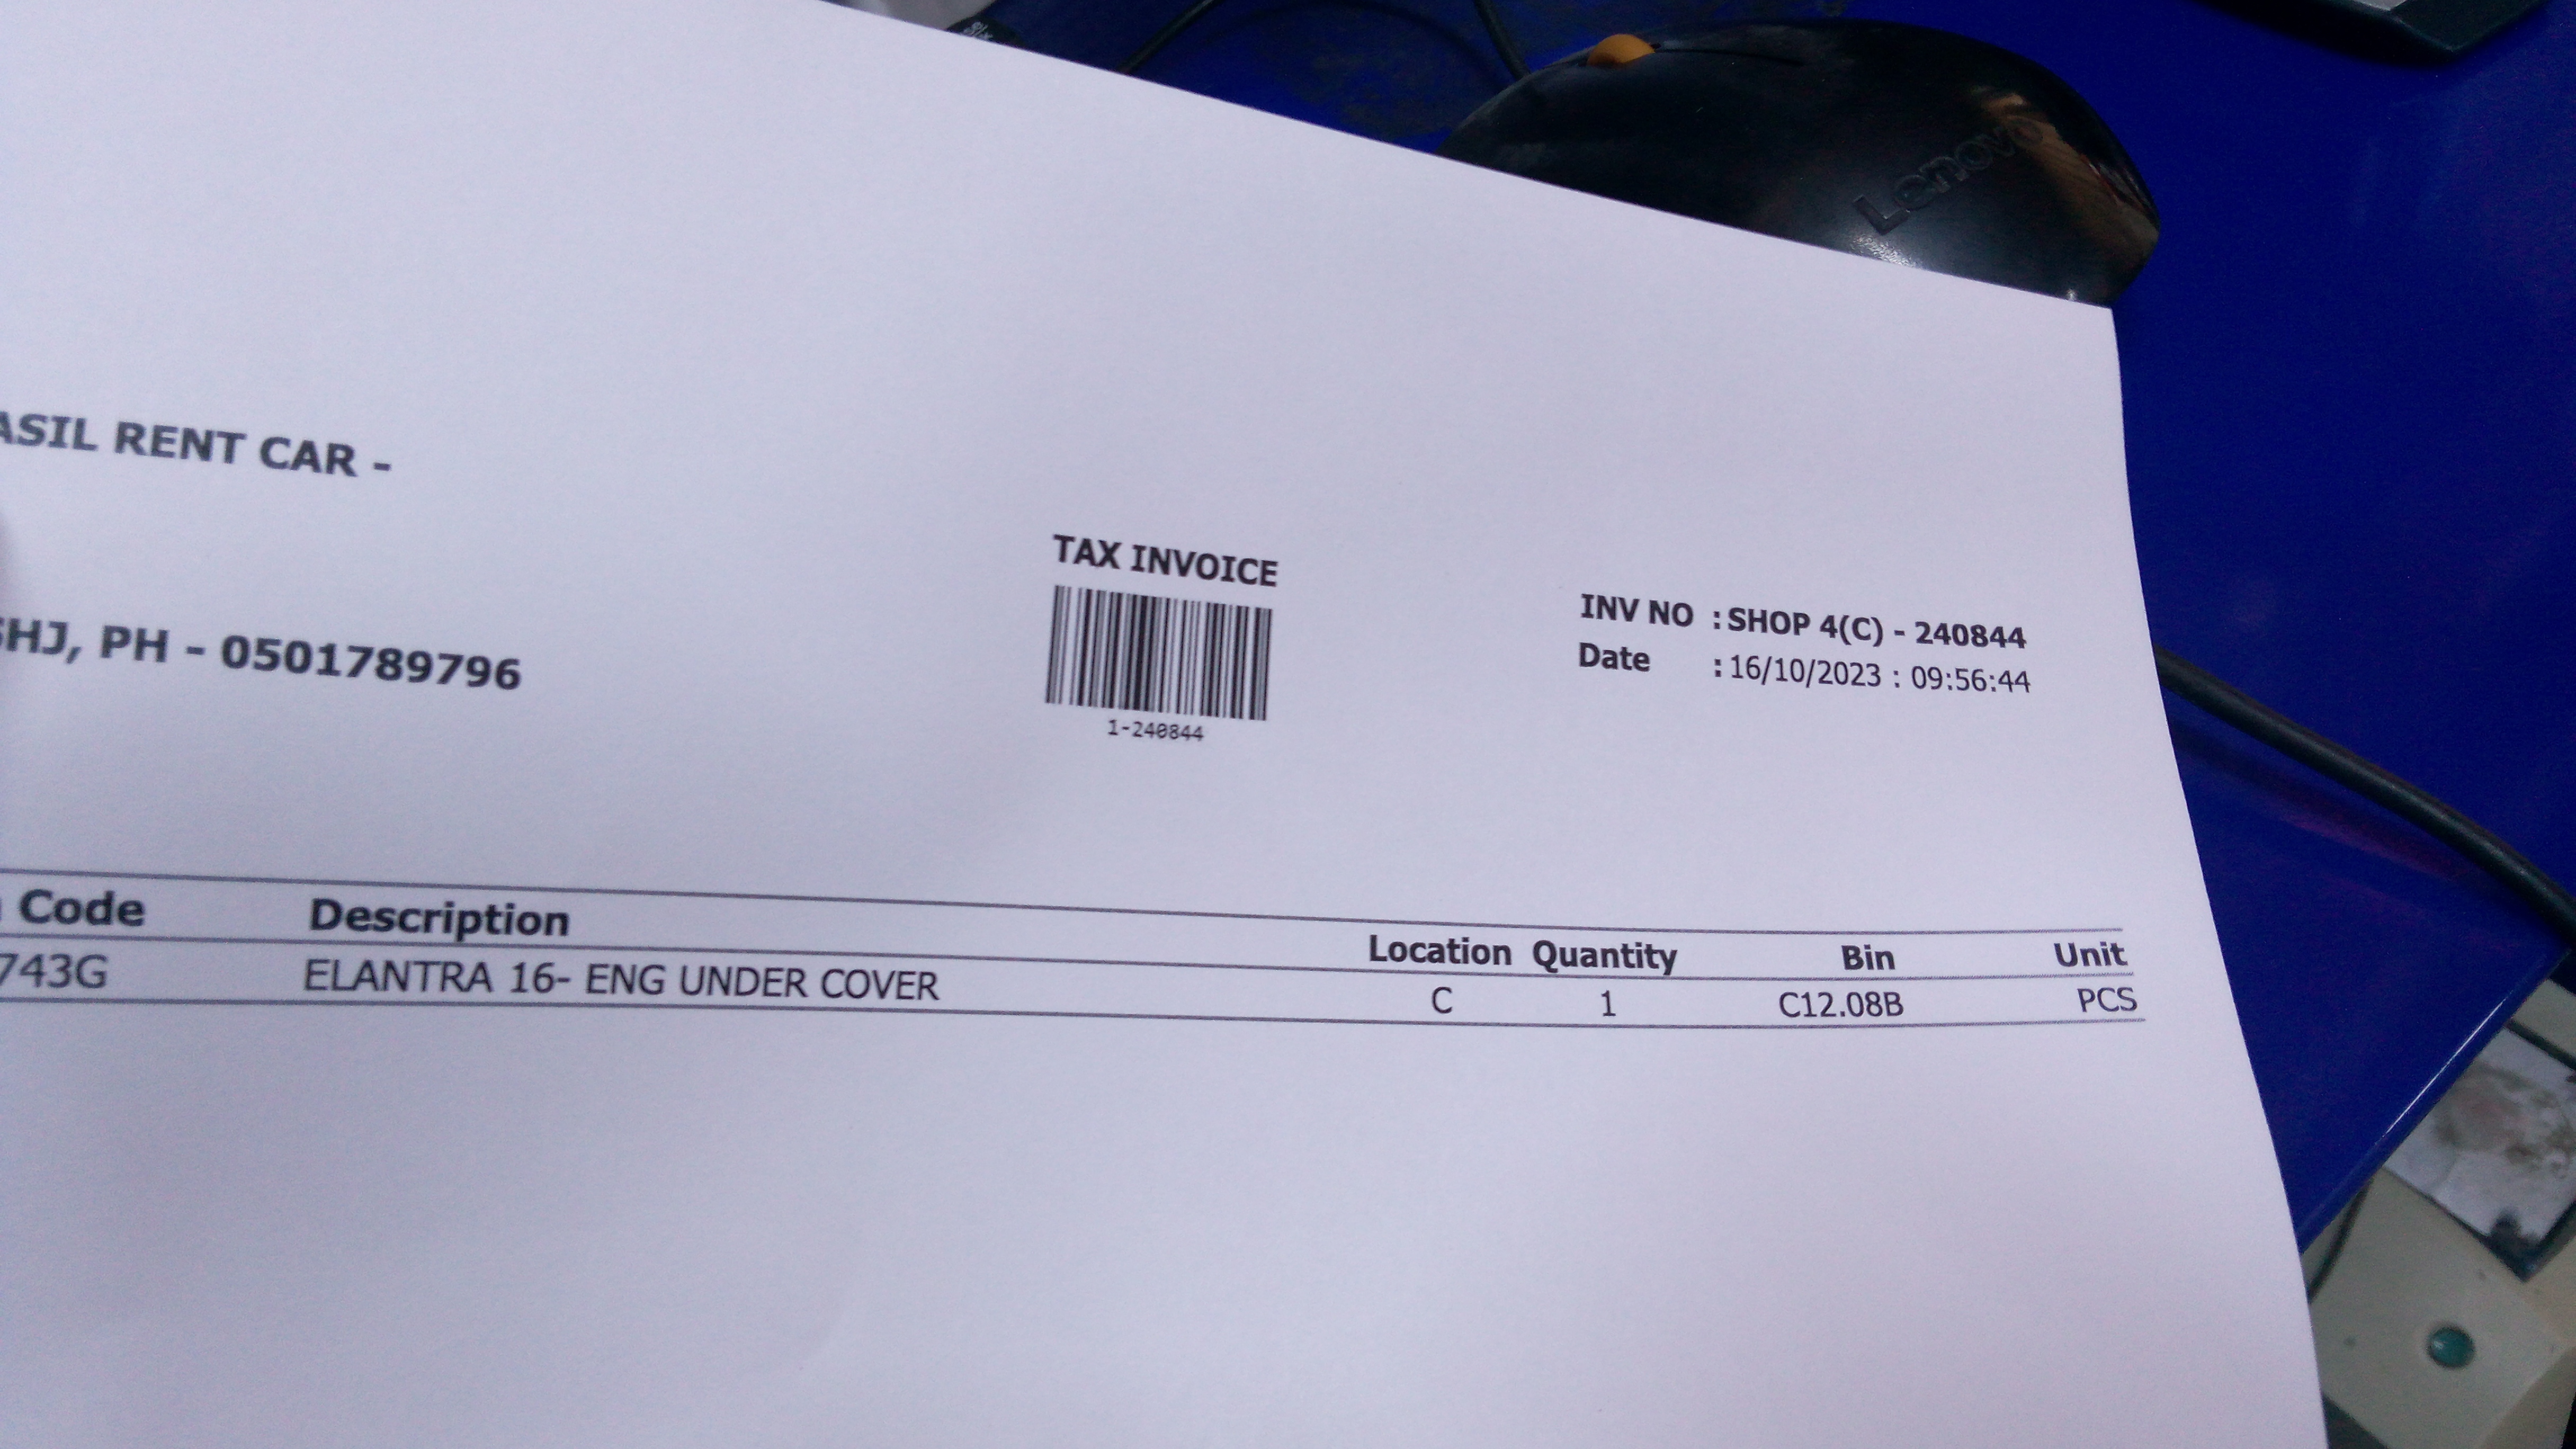 Lenovo
ASIL RENT CAR -
TAX INVOICE
INV NO : SHOP 4(C) - 240844
SHJ, PH - 0501789796
Date : 16/10/2023 : 09:56:44
1-240844
Code Description Location Quantity Bin Unit
743G ELANTRA 16- ENG UNDER COVER C 1 C12.08B PCS